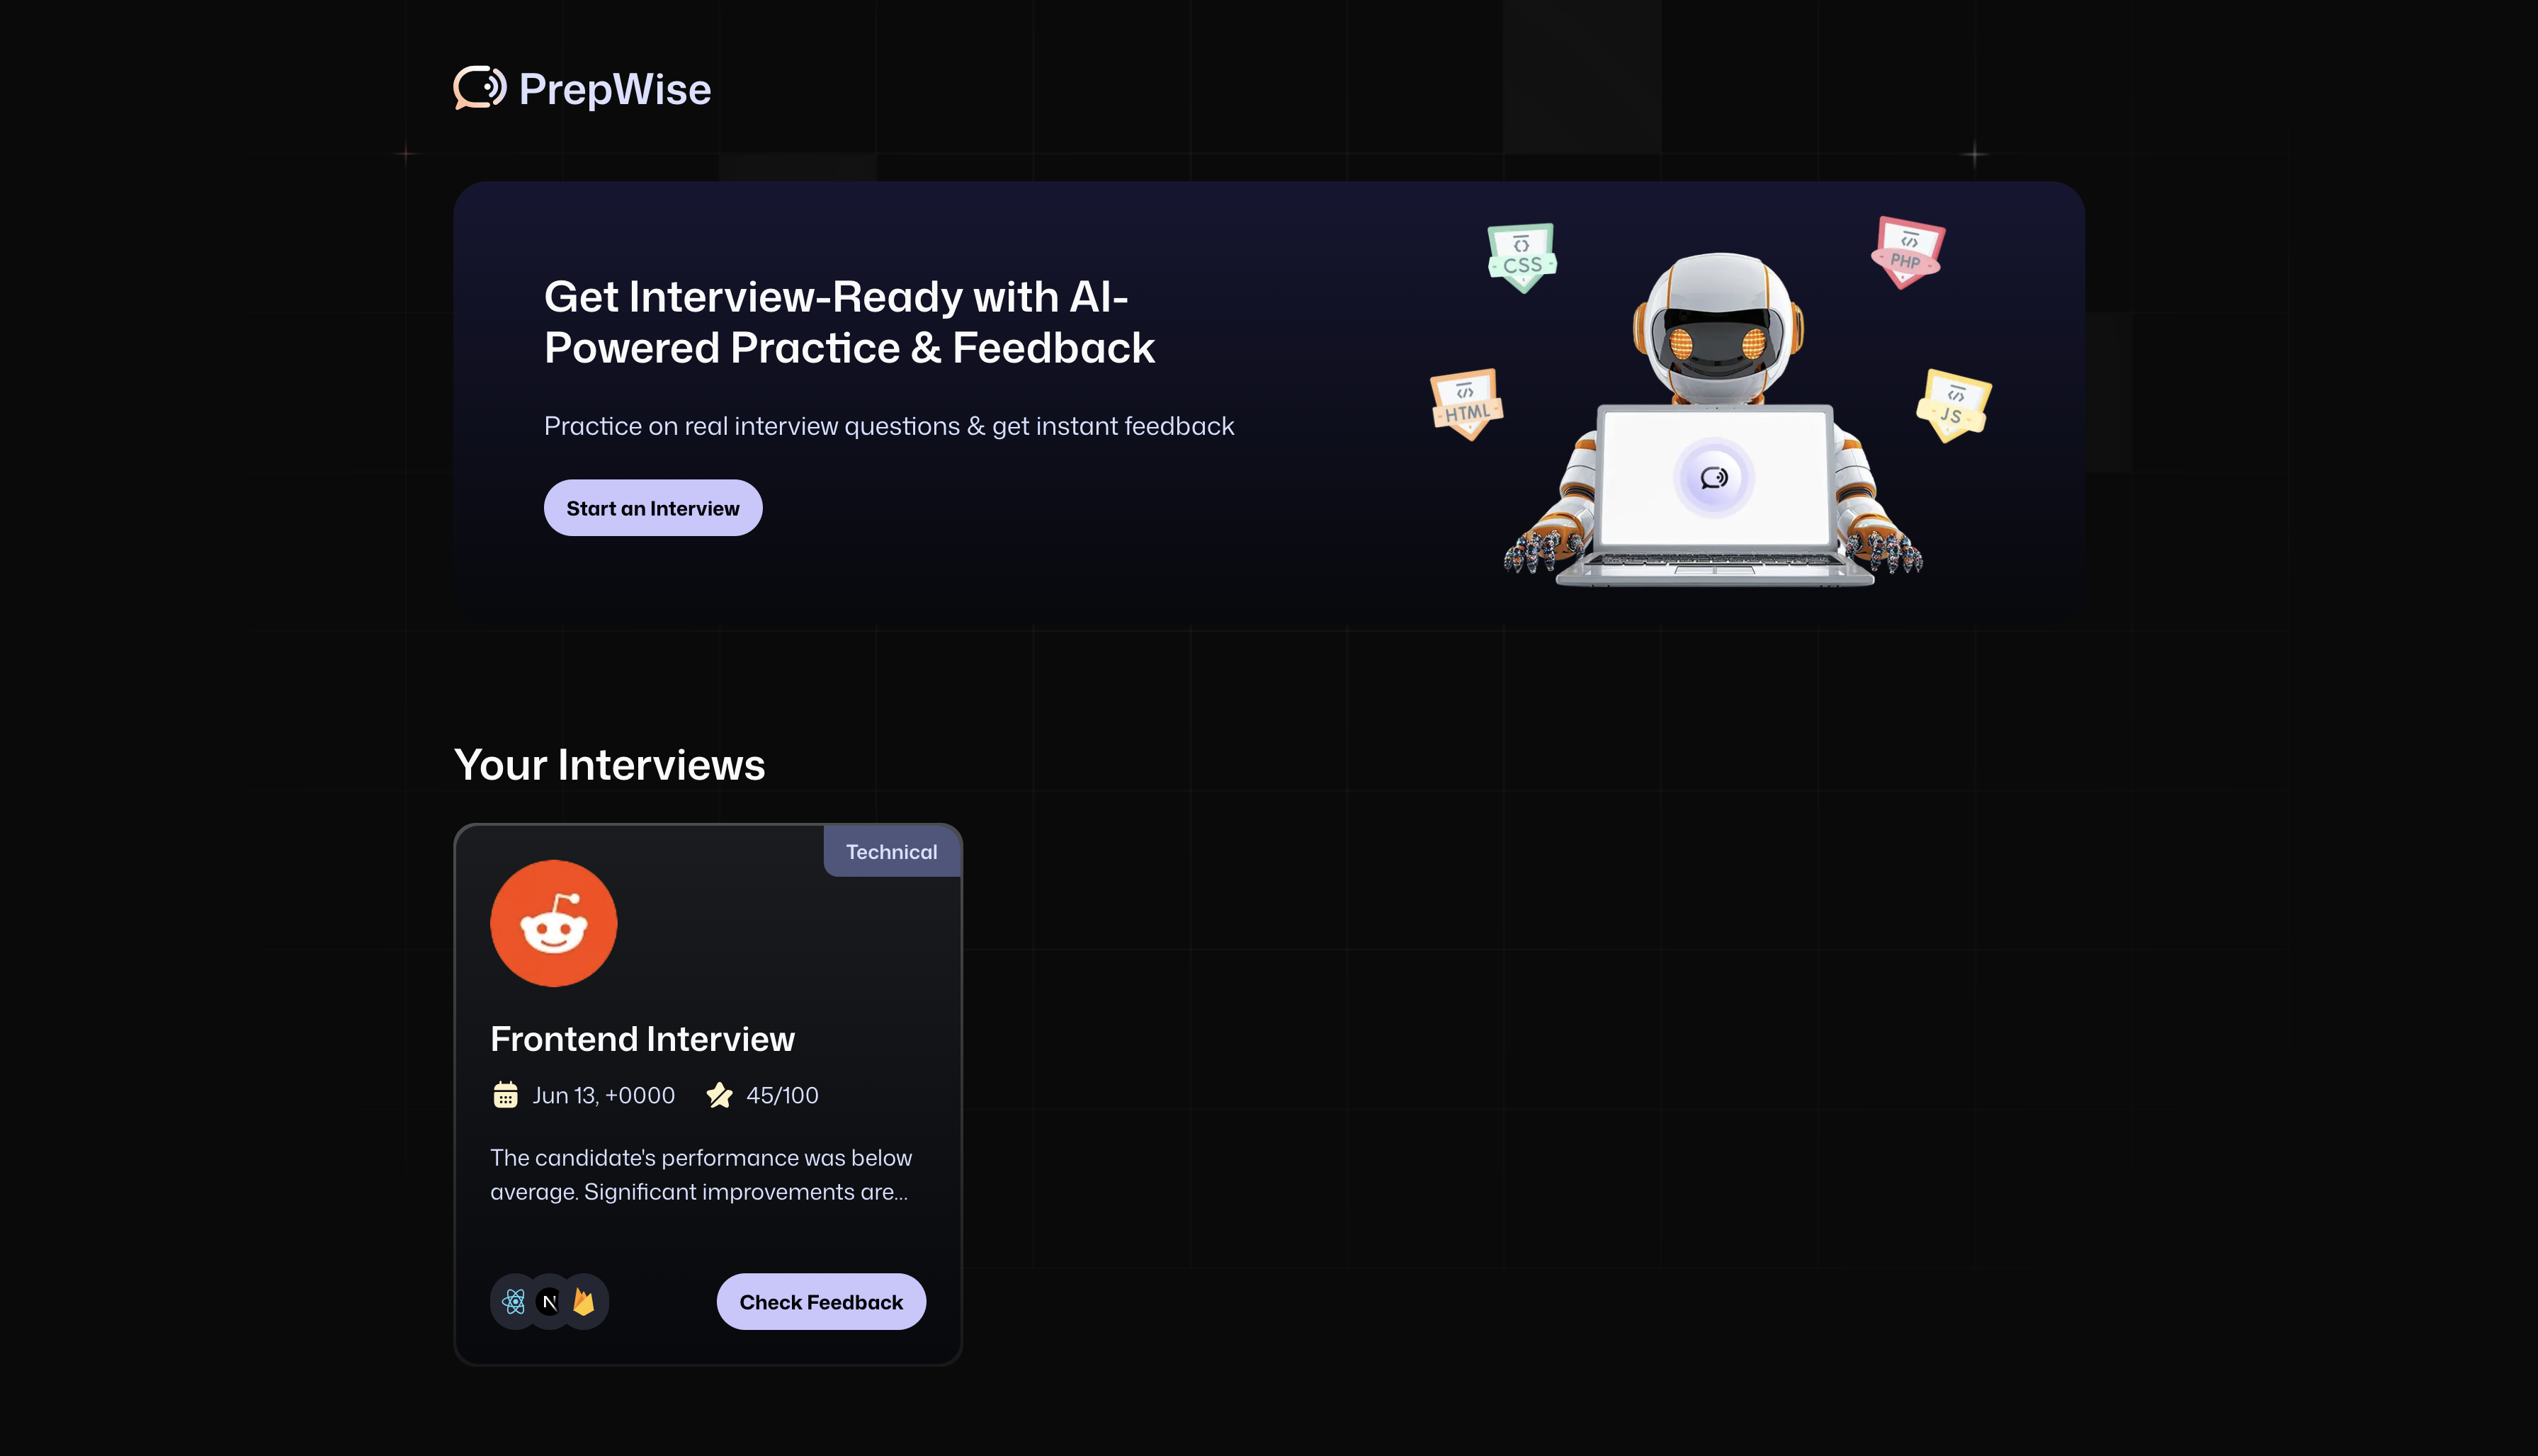 PrepWise
Get Interview-Ready with AI-
Powered Practice & Feedback
Practice on real interview questions & get instant feedback
Start an Interview
CSS
PHP
HTML
JS
Your Interviews
Technical
Frontend Interview
Jun 13, +0000 45/100
The candidate's performance was below
average. Significant improvements are...
N
Check Feedback